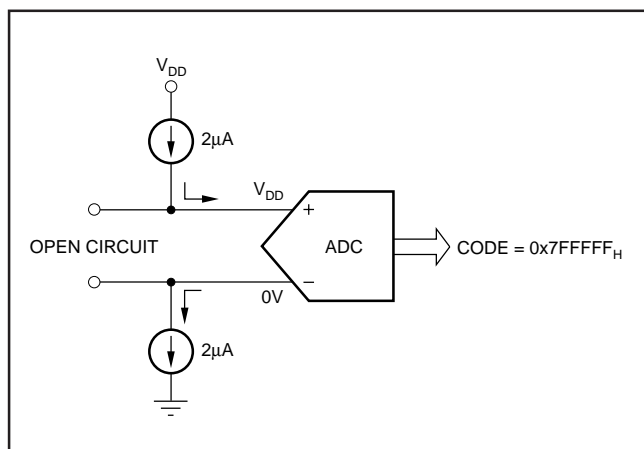 VDD
2μA
VDD
+
OPEN CIRCUIT
ADC
CODE = 0x7FFFFFH
−
0V
2μA